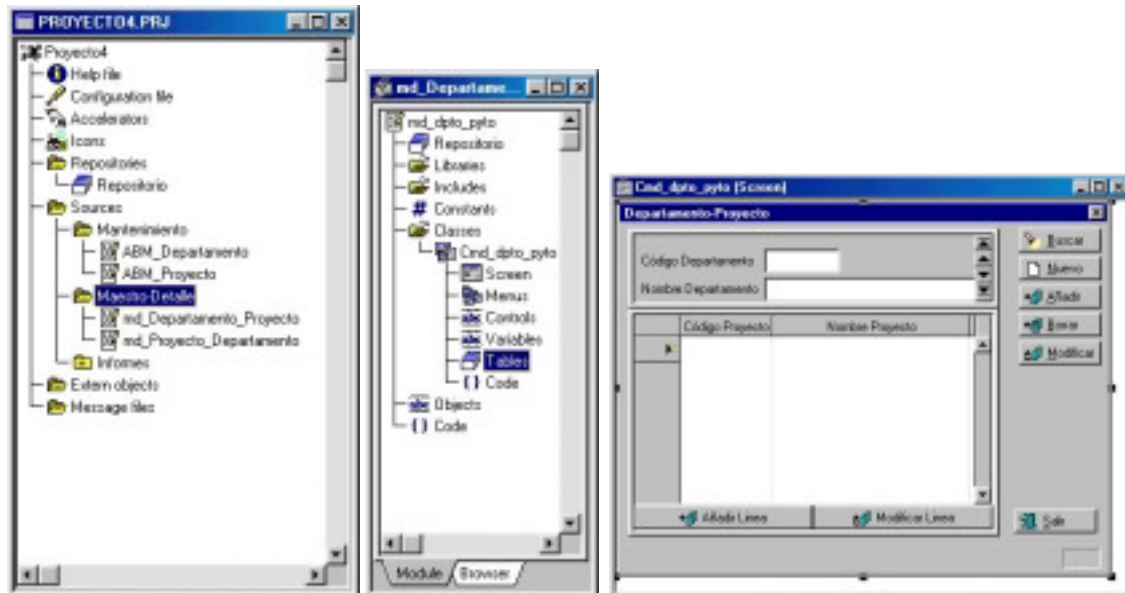 PROYECTO4.PRJ
Proyecto4
Help file
Configuration file
Accelerators
Icons
Repositories
Repositorio
Sources
Mantenimiento
ABM_Departamento
ABM_Proyecto
Maestro-Detalle
md_Departamento_Proyecto
md_Proyecto_Departamento
Informes
Extern objects
Message files
md_Departame...
md_dpto_pyto
Repositorio
Libraries
Includes
Constants
Classes
Cmd_dpto_pyto
Screen
Menus
Controls
Variables
Tables
Code
Objects
Code
Module Browser
Cmd_dpto_pyto (Screen)
Departamento-Proyecto
Código Departamento
Nombre Departamento
Código Proyecto Nombre Proyecto
Añadir Linea Modificar Linea
Buscar
Nuevo
Añadir
Borrar
Modificar
Salir